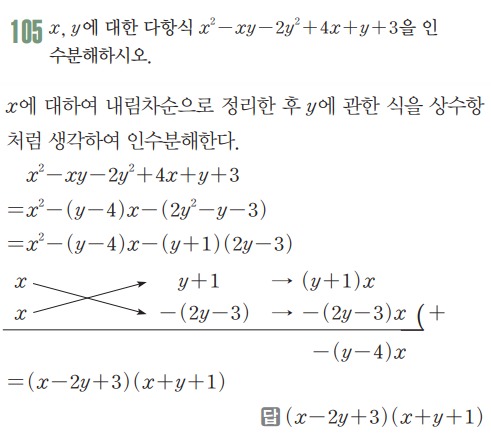 105 x, y에 대한 다항식 x²-xy-2y²+4x+y+3을 인
수분해하시오.
x에 대하여 내림차순으로 정리한 후 y에 관한 식을 상수항
처럼 생각하여 인수분해한다.
x²-xy-2y²+4x+y+3
=x²-(y-4)x-(2y²-y-3)
=x²-(y-4)x-(y+1)(2y-3)
x y+1 → (y+1)x
x -(2y-3) → -(2y-3)x (+
-(y-4)x
=(x-2y+3)(x+y+1)
답 (x-2y+3)(x+y+1)